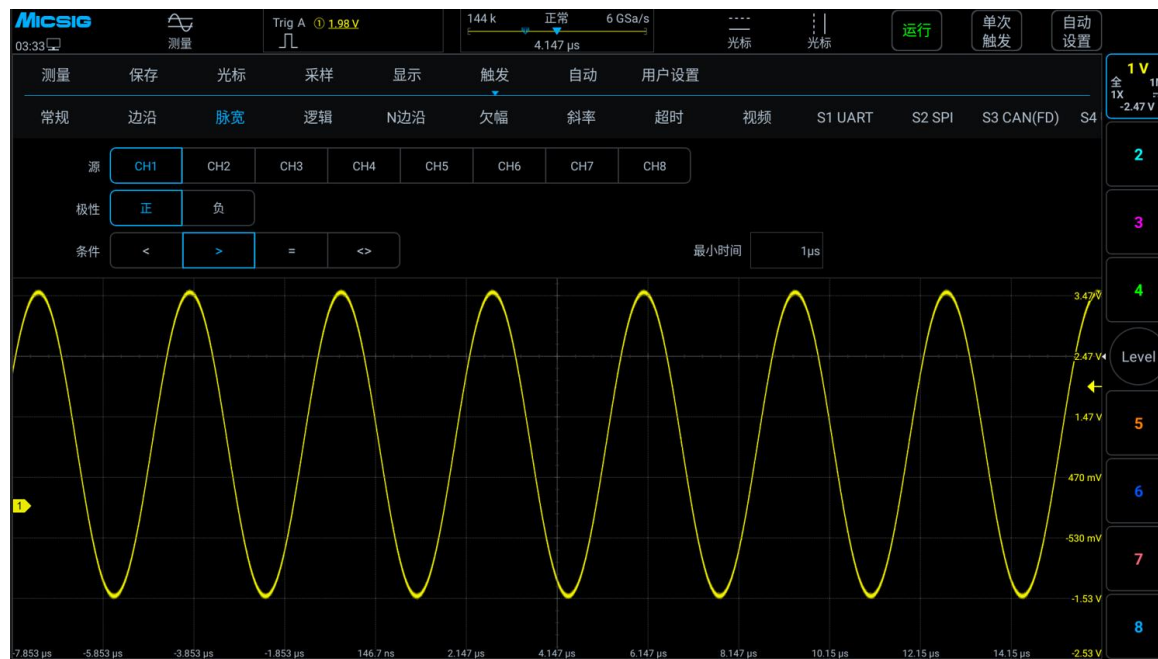 Micsig
03:33
测量
Trig A ① 1.98 V
144 k 正常 6 GSa/s
4.147 μs
光标
光标
运行
单次
触发
自动
设置
测量 保存 光标 采样 显示 触发 自动 用户设置
常规 边沿 脉宽 逻辑 N边沿 欠幅 斜率 超时 视频 S1 UART S2 SPI S3 CAN(FD) S4
源 CH1 CH2 CH3 CH4 CH5 CH6 CH7 CH8
极性 正 负
条件 < > = <> 最小时间 1μs
1 V
全 1M
1X
-2.47 V
2
3
4
Level
5
6
7
8
3.47 V
2.47 V
1.47 V
470 mV
1
-530 mV
-1.53 V
-2.53 V
-7.853 μs -5.853 μs -3.853 μs -1.853 μs 146.7 ns 2.147 μs 4.147 μs 6.147 μs 8.147 μs 10.15 μs 12.15 μs 14.15 μs